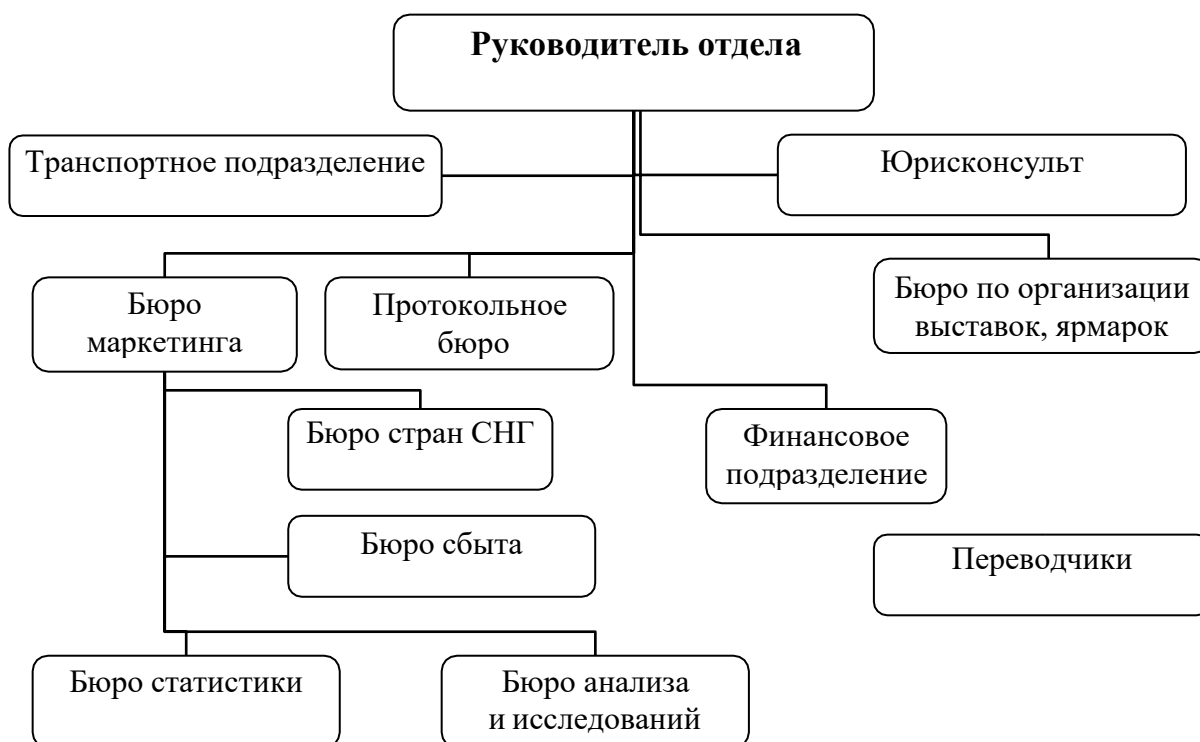 Руководитель отдела
Транспортное подразделение
Юрисконсульт
Бюро
маркетинга
Протокольное
бюро
Бюро по организации
выставок, ярмарок
Бюро стран СНГ
Финансовое
подразделение
Бюро сбыта
Переводчики
Бюро статистики
Бюро анализа
и исследований